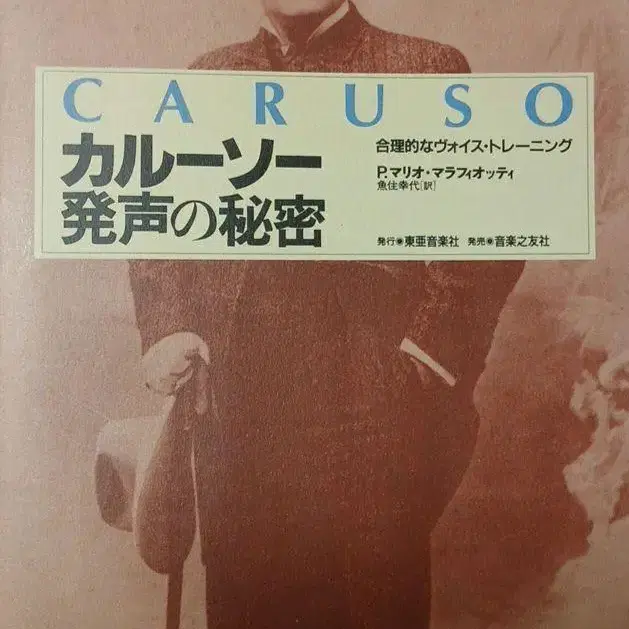 CARUSO
カルーソー
発声の秘密
合理的なヴォイス・トレーニング
P.マリオ・マラフィオッティ
魚住幸代[訳]
発行◉東亜音楽社 発売◉音楽之友社